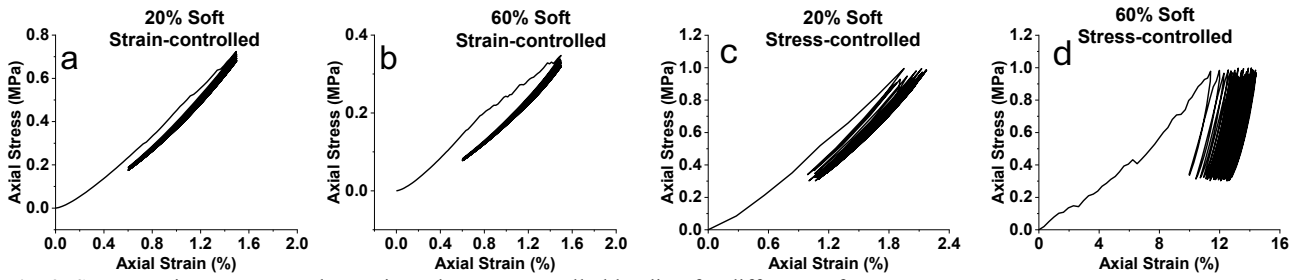 20% Soft
Strain-controlled
a
Axial Stress (MPa)
0.8
0.6
0.4
0.2
0.0
0.0 0.4 0.8 1.2 1.6 2.0
Axial Strain (%)
60% Soft
Strain-controlled
b
Axial Stress (MPa)
0.4
0.2
0.0
0.0 0.4 0.8 1.2 1.6 2.0
Axial Strain (%)
20% Soft
Stress-controlled
c
Axial Stress (MPa)
1.2
1.0
0.8
0.6
0.4
0.2
0.0
0.0 0.6 1.2 1.8 2.4
Axial Strain (%)
60% Soft
Stress-controlled
d
Axial Stress (MPa)
1.2
1.0
0.8
0.6
0.4
0.2
0.0
0 4 8 12 16
Axial Strain (%)